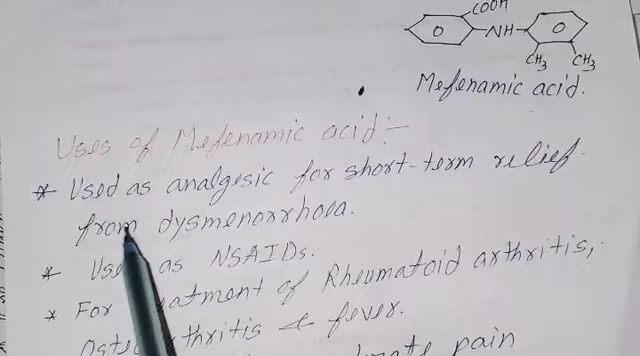 COOH
NH
CH3 CH3
Mefenamic acid.
Uses of Mefenamic acid:-
* Used as analgesic for short-term relief
from dysmenorrhoea.
* as NSAIDs.
* For of Rheumatoid arthritis,
& fever.
pain